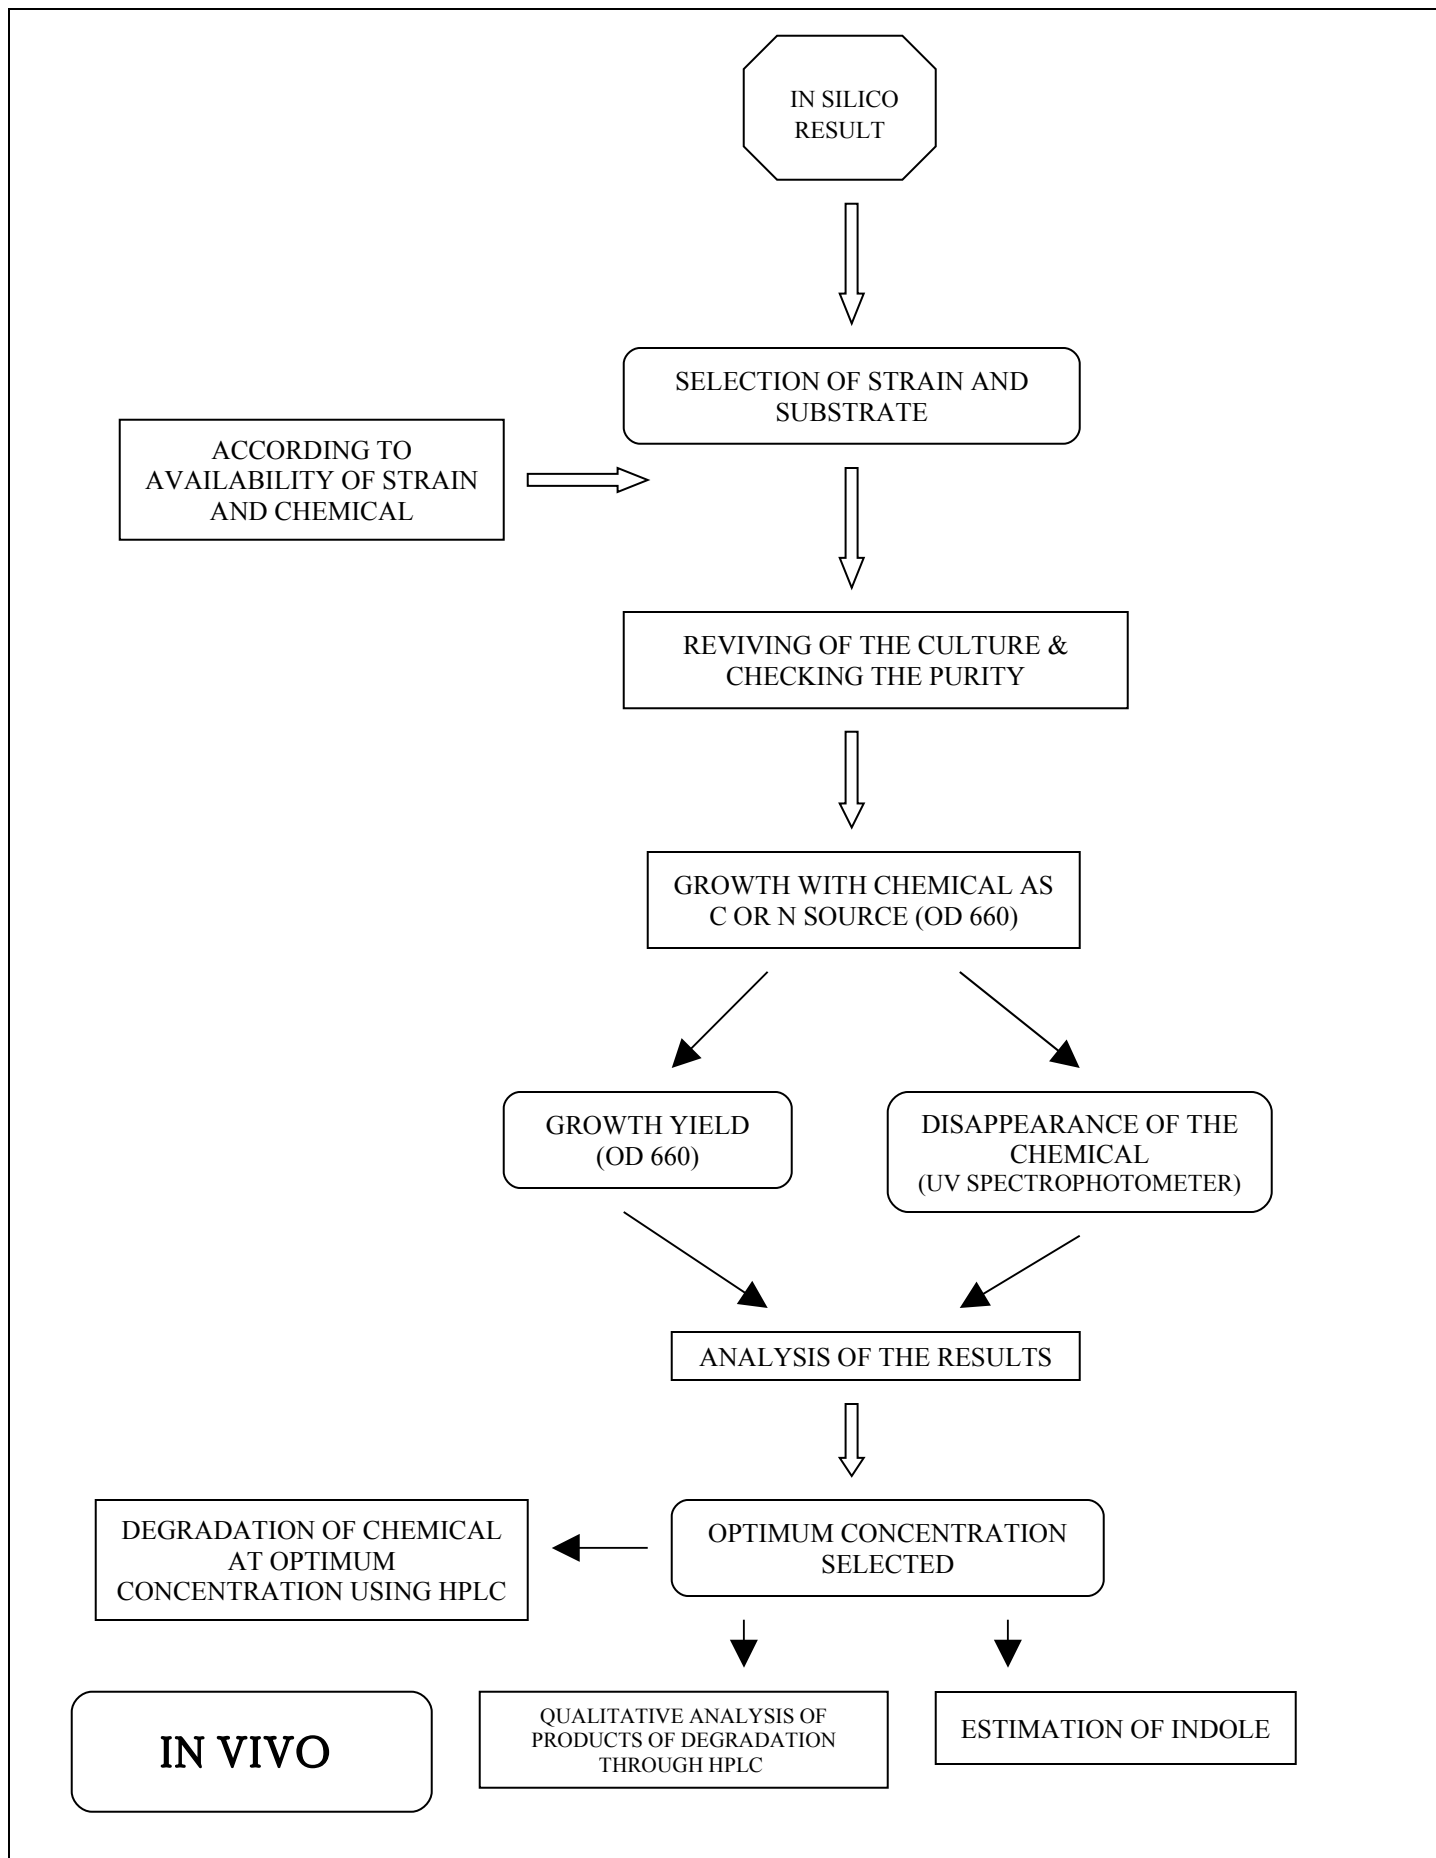 IN SILICO
RESULT
SELECTION OF STRAIN AND
SUBSTRATE
ACCORDING TO
AVAILABILITY OF STRAIN
AND CHEMICAL
REVIVING OF THE CULTURE &
CHECKING THE PURITY
GROWTH WITH CHEMICAL AS
C OR N SOURCE (OD 660)
GROWTH YIELD
(OD 660)
DISAPPEARANCE OF THE
CHEMICAL
(UV SPECTROPHOTOMETER)
ANALYSIS OF THE RESULTS
DEGRADATION OF CHEMICAL
AT OPTIMUM
CONCENTRATION USING HPLC
OPTIMUM CONCENTRATION
SELECTED
IN VIVO
QUALITATIVE ANALYSIS OF
PRODUCTS OF DEGRADATION
THROUGH HPLC
ESTIMATION OF INDOLE